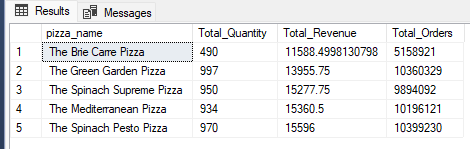 Results Messages
pizza_name Total_Quantity Total_Revenue Total_Orders
1 The Brie Carre Pizza 490 11588.4998130798 5158921
2 The Green Garden Pizza 997 13955.75 10360329
3 The Spinach Supreme Pizza 950 15277.75 9894092
4 The Mediterranean Pizza 934 15360.5 10196121
5 The Spinach Pesto Pizza 970 15596 10399230